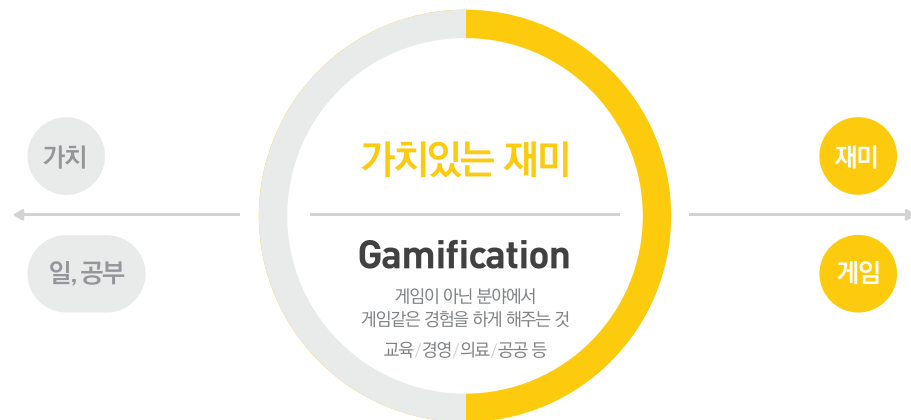 가치
일, 공부
가치있는 재미
Gamification
게임이 아닌 분야에서
게임같은 경험을 하게 해주는 것
교육/경영/의료/공공 등
재미
게임